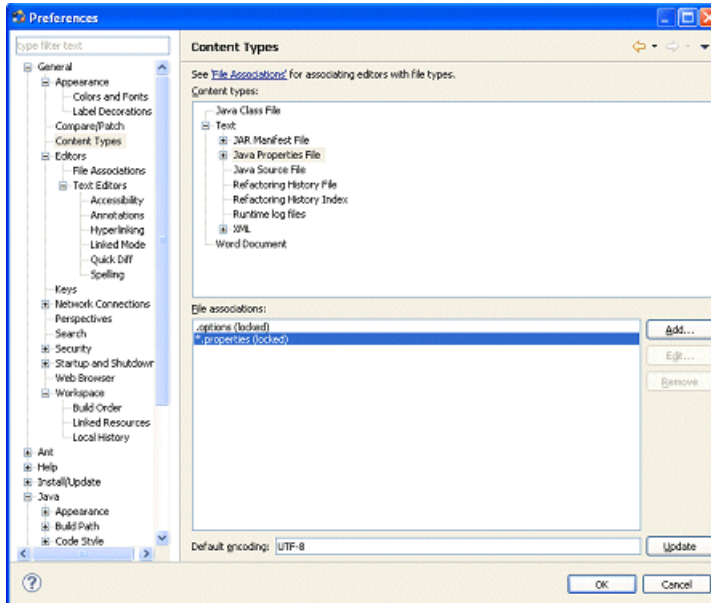 Preferences
type filter text
General
Appearance
Colors and Fonts
Label Decorations
Compare/Patch
Content Types
Editors
File Associations
Text Editors
Accessibility
Annotations
Hyperlinking
Linked Mode
Quick Diff
Spelling
Keys
Network Connections
Perspectives
Search
Security
Startup and Shutdowr
Web Browser
Workspace
Build Order
Linked Resources
Local History
Ant
Help
Install/Update
Java
Appearance
Build Path
Code Style
Content Types
See 'File Associations' for associating editors with file types.
Content types:
Java Class File
Text
JAR Manifest File
Java Properties File
Java Source File
Refactoring History File
Refactoring History Index
Runtime log files
XML
Word Document
File associations:
.options (locked)
*.properties (locked)
Add...
Edit...
Remove
Default encoding: UTF-8
Update
OK
Cancel